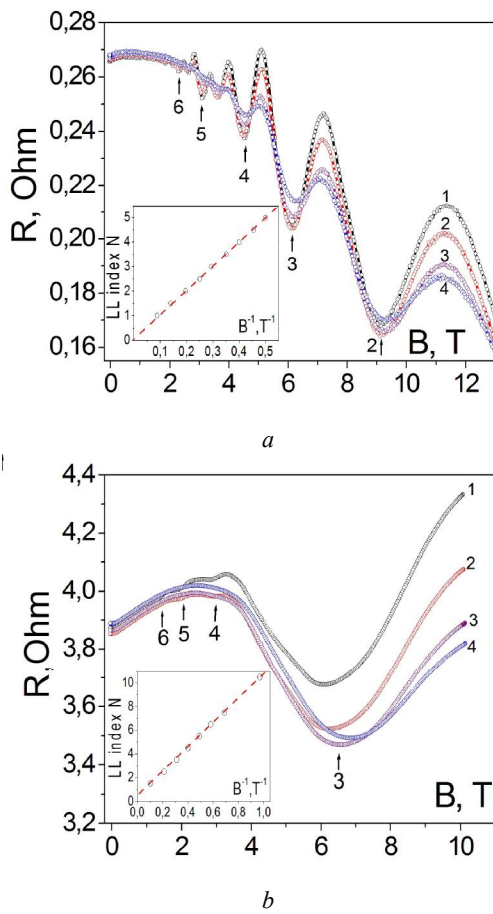 0,28
0,26
0,24
0,22
0,20
0,18
0,16
R, Ohm
6
5
4
3
2
1
2
3
4
LL index N
5
4
3
2
1
0
B-1,T-1
0,1 0,2 0,3 0,4 0,5
B, T
0 2 4 6 8 10 12
a
4,4
4,2
4,0
3,8
3,6
3,4
3,2
R,Ohm
1
2
3
4
6 5 4
3
LL index N
12
10
8
6
4
2
0
B-1,T-1
0,0 0,2 0,4 0,6 0,8 1,0
B, T
0 2 4 6 8 10
b